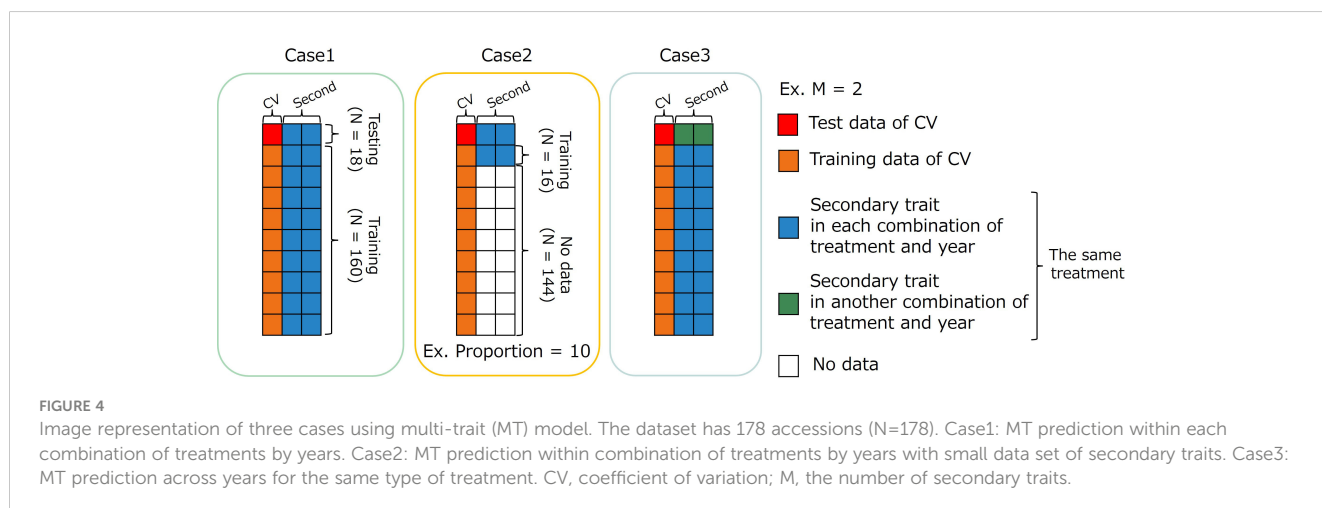 Case1
Case2
Case3
CV
Second
Testing
(N = 18)
Training
(N = 160)
CV
Second
Training
(N = 16)
No data
(N = 144)
Ex. Proportion = 10
CV
Second
Ex. M = 2
Test data of CV
Training data of CV
Secondary trait
in each combination of
treatment and year
Secondary trait
in another combination of
treatment and year
No data
The same
treatment
FIGURE 4
Image representation of three cases using multi-trait (MT) model. The dataset has 178 accessions (N=178). Case1: MT prediction within each
combination of treatments by years. Case2: MT prediction within combination of treatments by years with small data set of secondary traits. Case3:
MT prediction across years for the same type of treatment. CV, coefficient of variation; M, the number of secondary traits.